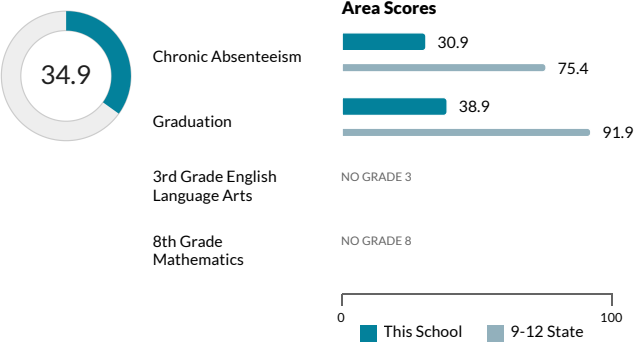 Area Scores
34.9
Chronic Absenteeism
30.9
75.4
Graduation
38.9
91.9
3rd Grade English
Language Arts
NO GRADE 3
8th Grade
Mathematics
NO GRADE 8
0 100
This School 9-12 State